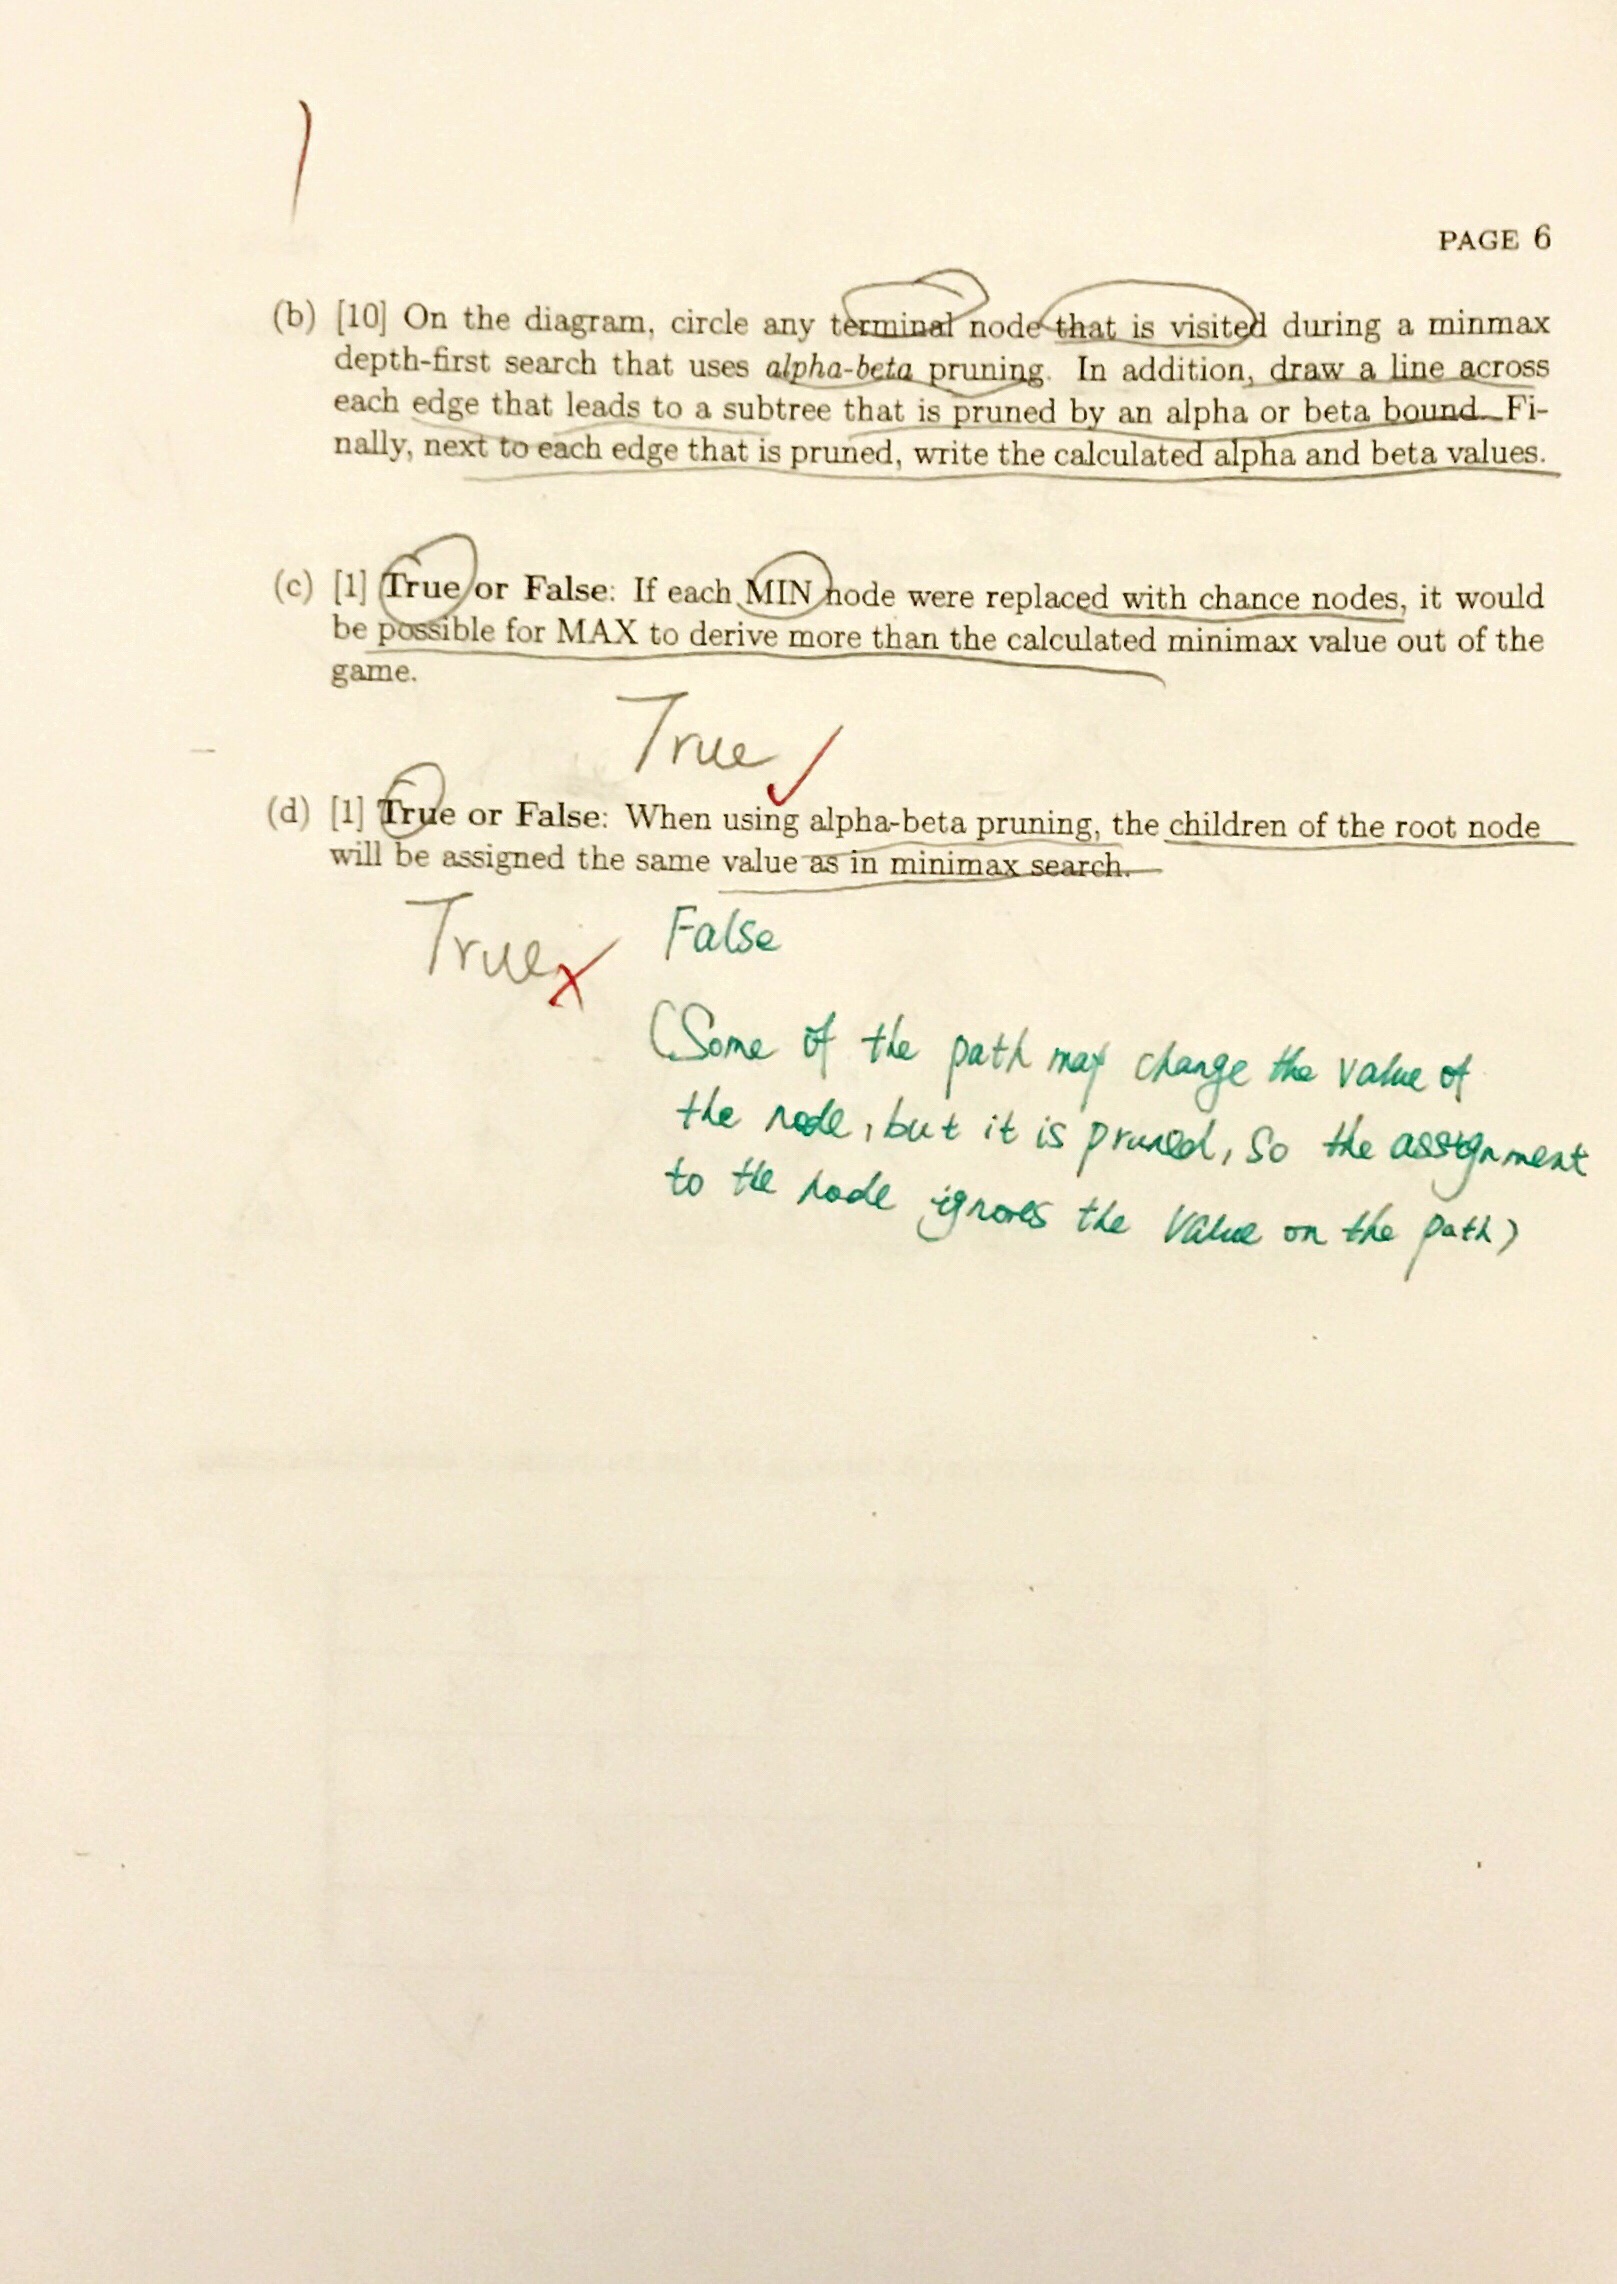 PAGE 6
(b) [10] On the diagram, circle any terminal node that is visited during a minmax
depth-first search that uses alpha-beta pruning. In addition, draw a line across
each edge that leads to a subtree that is pruned by an alpha or beta bound. Fi-
nally, next to each edge that is pruned, write the calculated alpha and beta values.
(c) [1] True or False: If each MIN node were replaced with chance nodes, it would
be possible for MAX to derive more than the calculated minimax value out of the
game.
True
(d) [1] True or False: When using alpha-beta pruning, the children of the root node
will be assigned the same value as in minimax search.
True False
(Some of the path may change the value of
the node, but it is pruned, so the assignment
to the node ignores the value on the path)